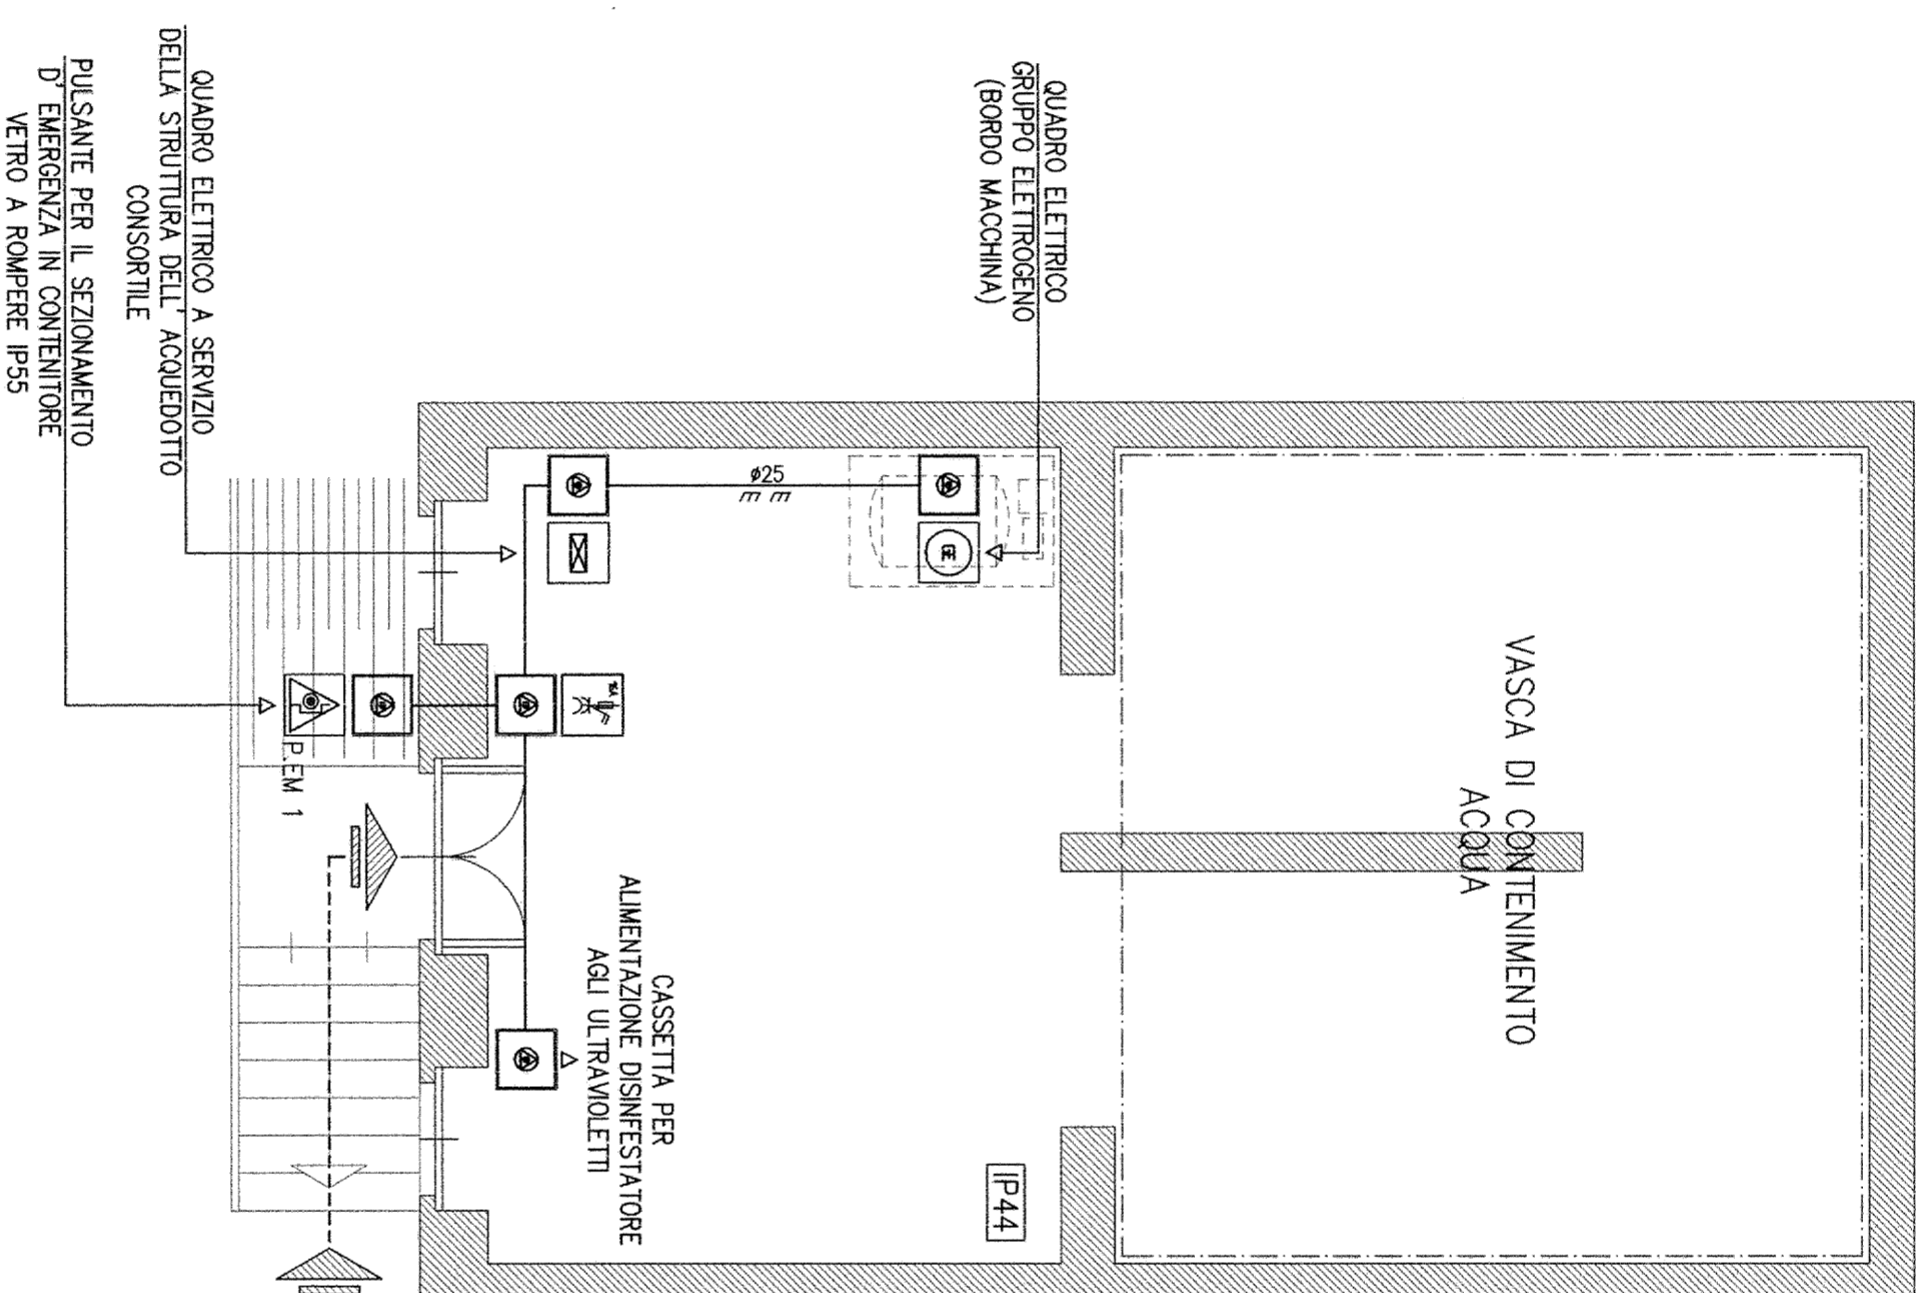 QUADRO ELETTRICO
GRUPPO ELETTROGENO
(BORDO MACCHINA)
QUADRO ELETTRICO A SERVIZIO
DELLA STRUTTURA DELL' ACQUEDOTTO
CONSORTILE
PULSANTE PER IL SEZIONAMENTO
D' EMERGENZA IN CONTENITORE
VETRO A ROMPERE IP55
ø25
GE
16A
P.EM 1
VASCA DI CONTENIMENTO
ACQUA
CASSETTA PER
ALIMENTAZIONE DISINFESTATORE
AGLI ULTRAVIOLETTI
IP44